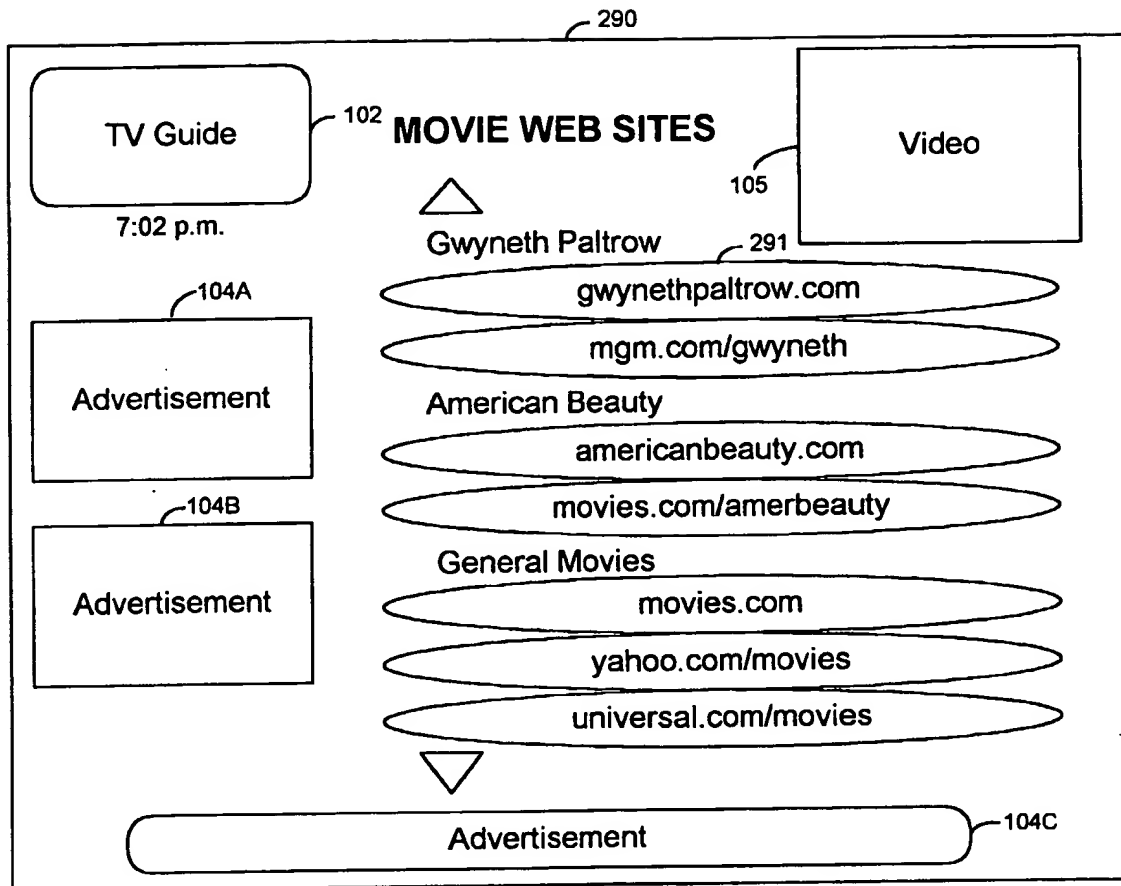 290
TV Guide
102
MOVIE WEB SITES
Video
105
7:02 p.m.
Gwyneth Paltrow
291
gwynethpaltrow.com
mgm.com/gwyneth
104A
Advertisement
American Beauty
americanbeauty.com
movies.com/amerbeauty
104B
Advertisement
General Movies
movies.com
yahoo.com/movies
universal.com/movies
Advertisement
104C